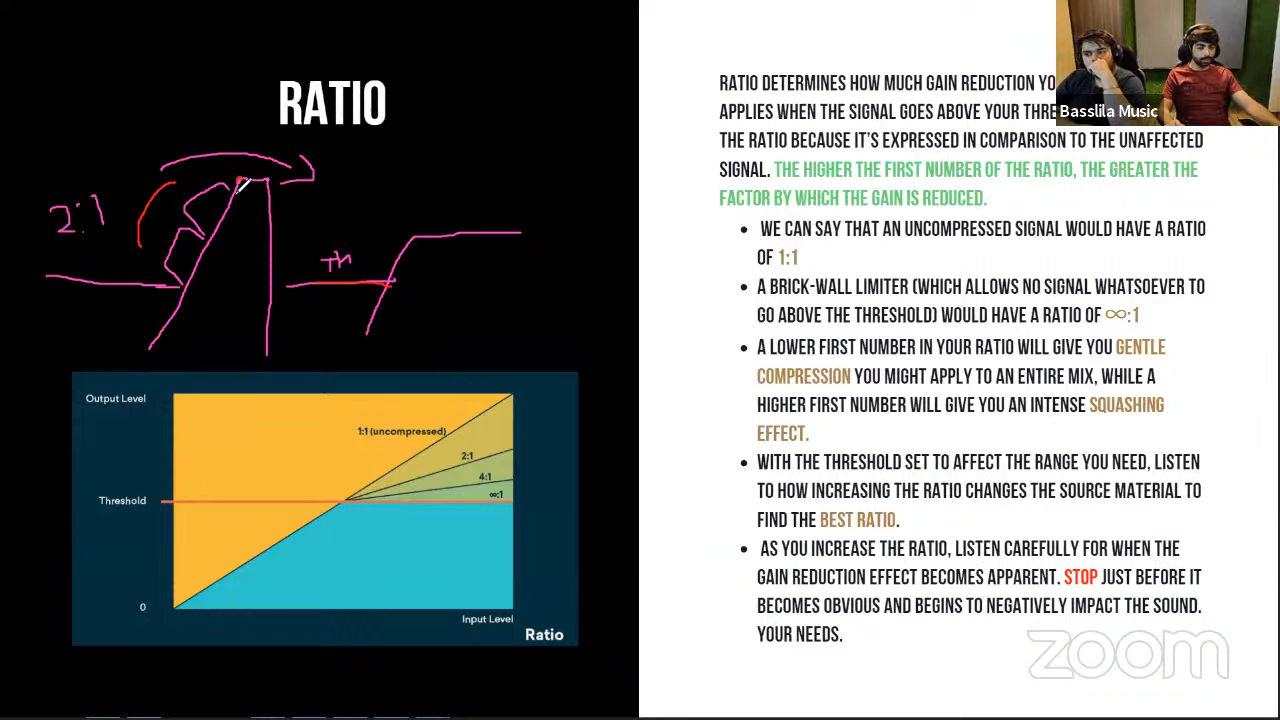 RATIO
2:1
Th
Output Level
1:1 (uncompressed)
2:1
4:1
∞:1
Threshold
0
Input Level
Ratio
RATIO DETERMINES HOW MUCH GAIN REDUCTION
APPLIES WHEN THE SIGNAL GOES ABOVE YOUR
THE RATIO BECAUSE IT'S EXPRESSED IN COMPARISON TO THE UNAFFECTED
SIGNAL. THE HIGHER THE FIRST NUMBER OF THE RATIO, THE GREATER THE
FACTOR BY WHICH THE GAIN IS REDUCED.
• WE CAN SAY THAT AN UNCOMPRESSED SIGNAL WOULD HAVE A RATIO
OF 1:1
• A BRICK-WALL LIMITER (WHICH ALLOWS NO SIGNAL WHATSOEVER TO
GO ABOVE THE THRESHOLD) WOULD HAVE A RATIO OF ∞:1
• A LOWER FIRST NUMBER IN YOUR RATIO WILL GIVE YOU GENTLE
COMPRESSION YOU MIGHT APPLY TO AN ENTIRE MIX, WHILE A
HIGHER FIRST NUMBER WILL GIVE YOU AN INTENSE SQUASHING
EFFECT.
• WITH THE THRESHOLD SET TO AFFECT THE RANGE YOU NEED, LISTEN
TO HOW INCREASING THE RATIO CHANGES THE SOURCE MATERIAL TO
FIND THE BEST RATIO.
• AS YOU INCREASE THE RATIO, LISTEN CAREFULLY FOR WHEN THE
GAIN REDUCTION EFFECT BECOMES APPARENT. STOP JUST BEFORE IT
BECOMES OBVIOUS AND BEGINS TO NEGATIVELY IMPACT THE SOUND.
YOUR NEEDS.
Basslila Music
zoom